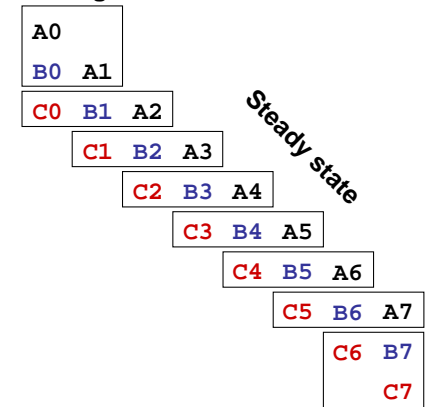 A0
B0 A1
C0 B1 A2
Steady state
C1 B2 A3
C2 B3 A4
C3 B4 A5
C4 B5 A6
C5 B6 A7
C6 B7
C7